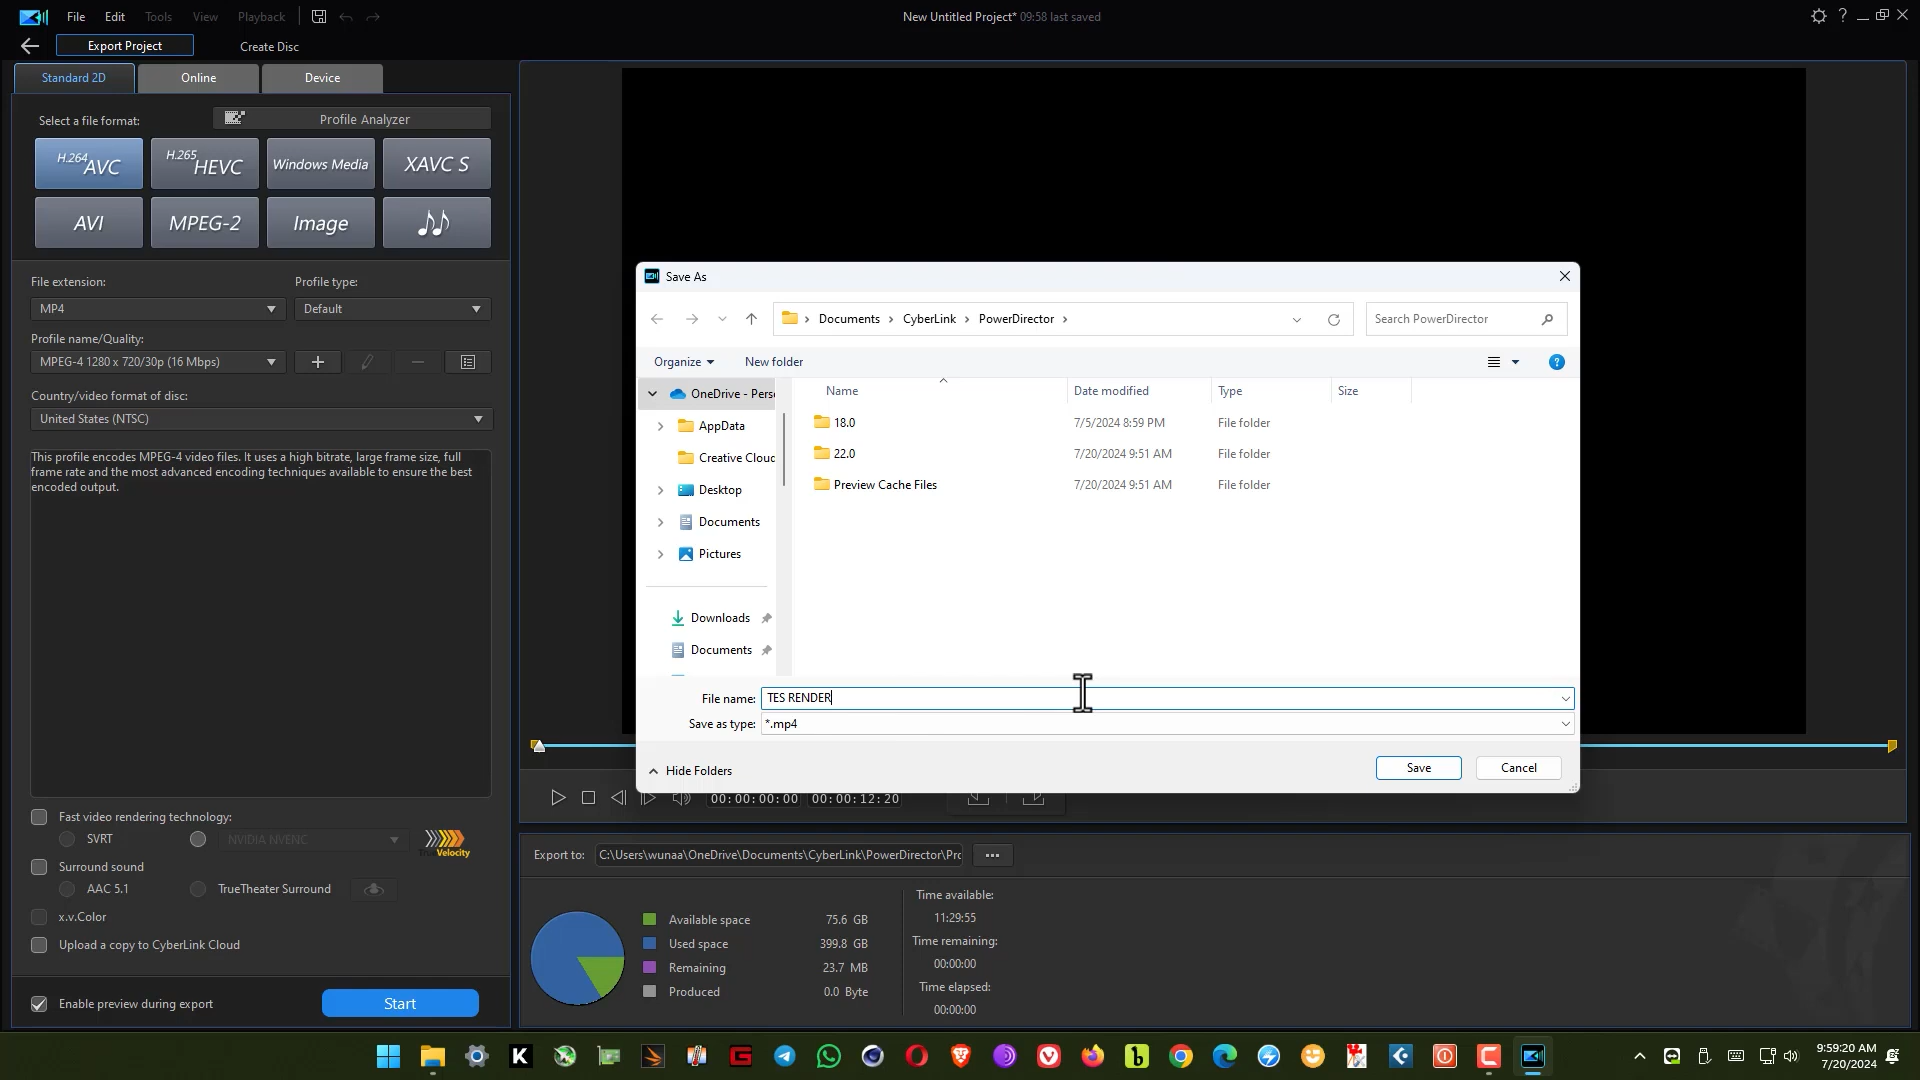 File Edit Tools View Playback
New Untitled Project* 09:58 last saved
Export Project Create Disc
Standard 2D Online Device
Select a file format: Profile Analyzer
H.264 AVC H.265 HEVC Windows Media XAVC S
AVI MPEG-2 Image
File extension: Profile type:
MP4 Default
Profile name/Quality:
MPEG-4 1280 x 720/30p (16 Mbps)
Country/video format of disc:
United States (NTSC)
This profile encodes MPEG-4 video files. It uses a high bitrate, large frame size, full
frame rate and the most advanced encoding techniques available to ensure the best
encoded output.
Fast video rendering technology:
SVRT NVIDIA NVENC
Velocity
Surround sound
AAC 5.1 TrueTheater Surround
x.v.Color
Upload a copy to CyberLink Cloud
Enable preview during export Start
Save As
Documents CyberLink PowerDirector
Search PowerDirector
Organize New folder
OneDrive - Pers
AppData
Creative Cloud
Desktop
Documents
Pictures
Downloads
Documents
Name Date modified Type Size
18.0 7/5/2024 8:59 PM File folder
22.0 7/20/2024 9:51 AM File folder
Preview Cache Files 7/20/2024 9:51 AM File folder
File name: TES RENDER
Save as type: *.mp4
Hide Folders Save Cancel
00:00:00:00 00:00:12:20
Export to: C:\Users\wunaa\OneDrive\Documents\CyberLink\PowerDirector\Prc
Available space 75.6 GB
Used space 399.8 GB
Remaining 23.7 MB
Produced 0.0 Byte
Time available:
11:29:55
Time remaining:
00:00:00
Time elapsed:
00:00:00
9:59:20 AM
7/20/2024